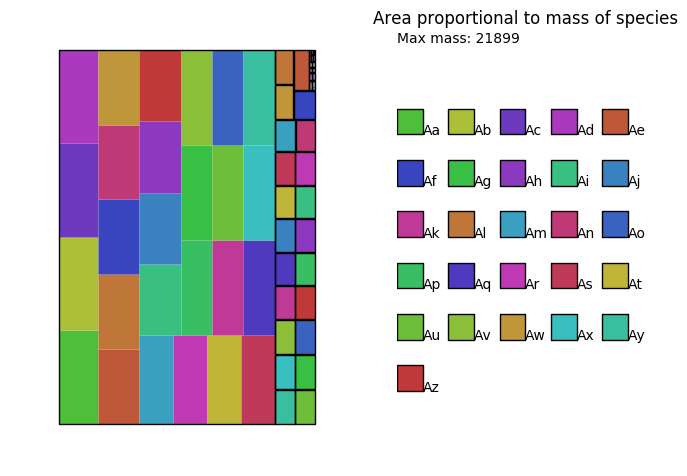 Area proportional to mass of species
Max mass: 21899
Aa Ab Ac Ad Ae
Af Ag Ah Ai Aj
Ak Al Am An Ao
Ap Aq Ar As At
Au Av Aw Ax Ay
Az